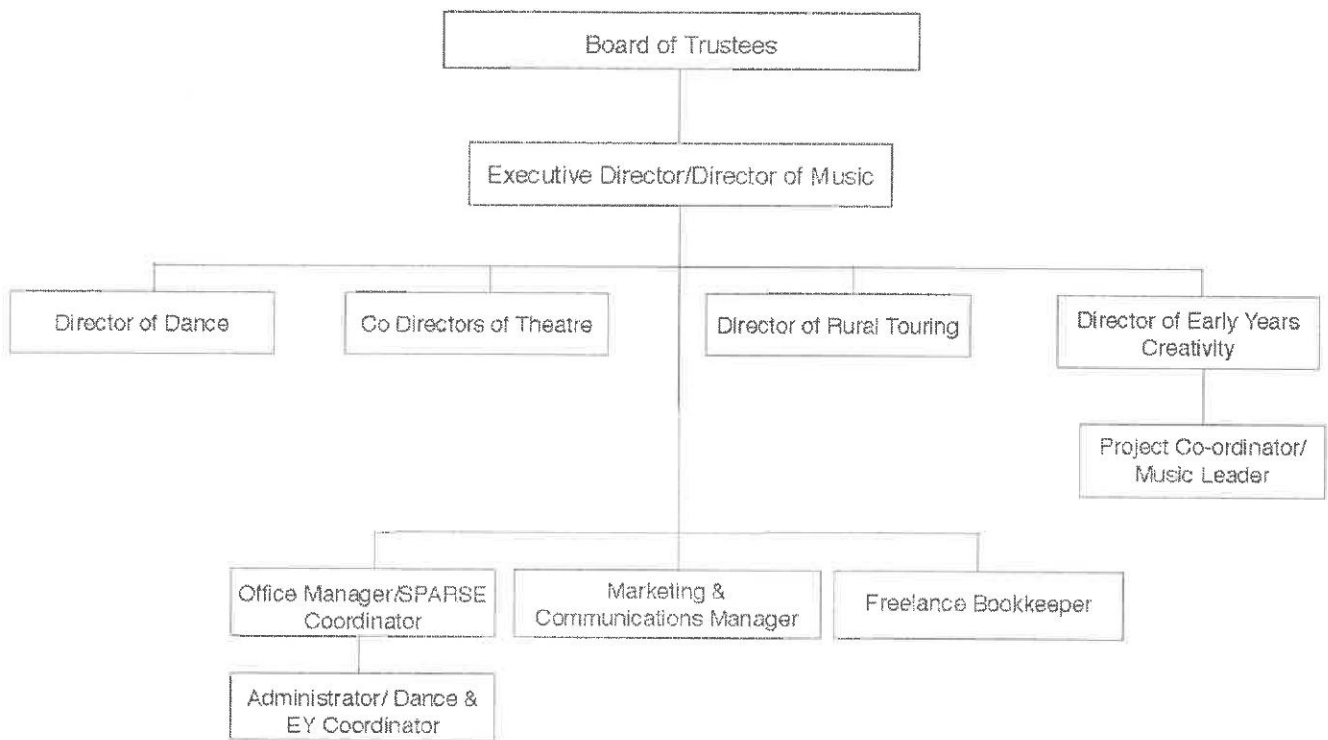 Board of Trustees
Executive Director/Director of Music
Director of Dance
Co Directors of Theatre
Director of Rural Touring
Director of Early Years
Creativity
Project Co-ordinator/
Music Leader
Office Manager/SPARSE
Coordinator
Marketing &
Communications Manager
Freelance Bookkeeper
Administrator/ Dance &
EY Coordinator